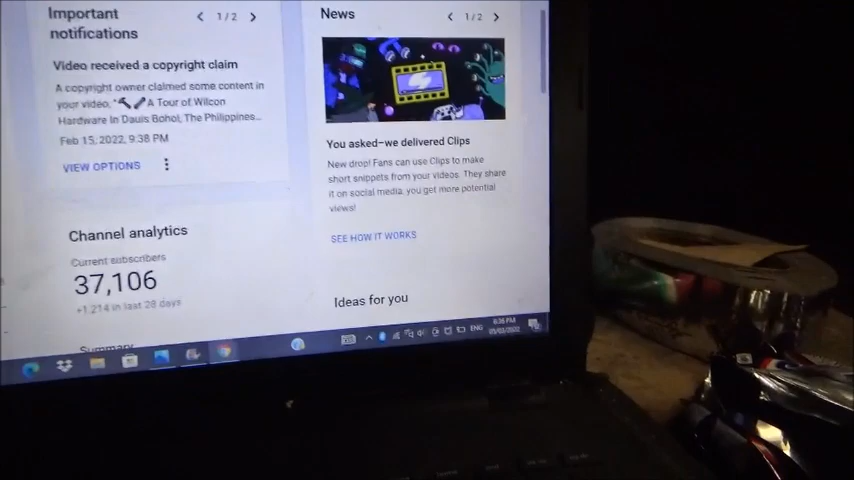 Important
notifications
1 / 2
Video received a copyright claim
A copyright owner claimed some content in
your video, "🔨🪛A Tour of Wilcon
Hardware In Dauis Bohol, The Philippines...
Feb 15, 2022, 9:38 PM
VIEW OPTIONS
Channel analytics
Current subscribers
37,106
+1,214 in last 28 days
Summary
News
1 / 2
You asked—we delivered Clips
New drop! Fans can use Clips to make
short snippets from your videos. They share
it on social media, you get more potential
views!
SEE HOW IT WORKS
Ideas for you
ENG